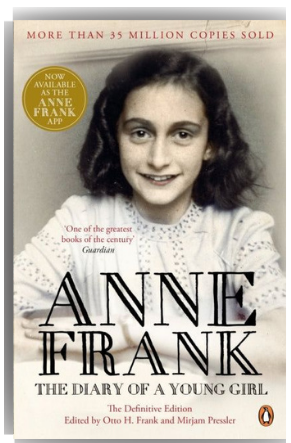 MORE THAN 35 MILLION COPIES SOLD
NOW
AVAILABLE
AS THE
ANNE
FRANK
APP
'One of the greatest
books of the century'
Guardian
ANNE
FRANK
THE DIARY OF A YOUNG GIRL
The Definitive Edition
Edited by Otto H. Frank and Mirjam Pressler